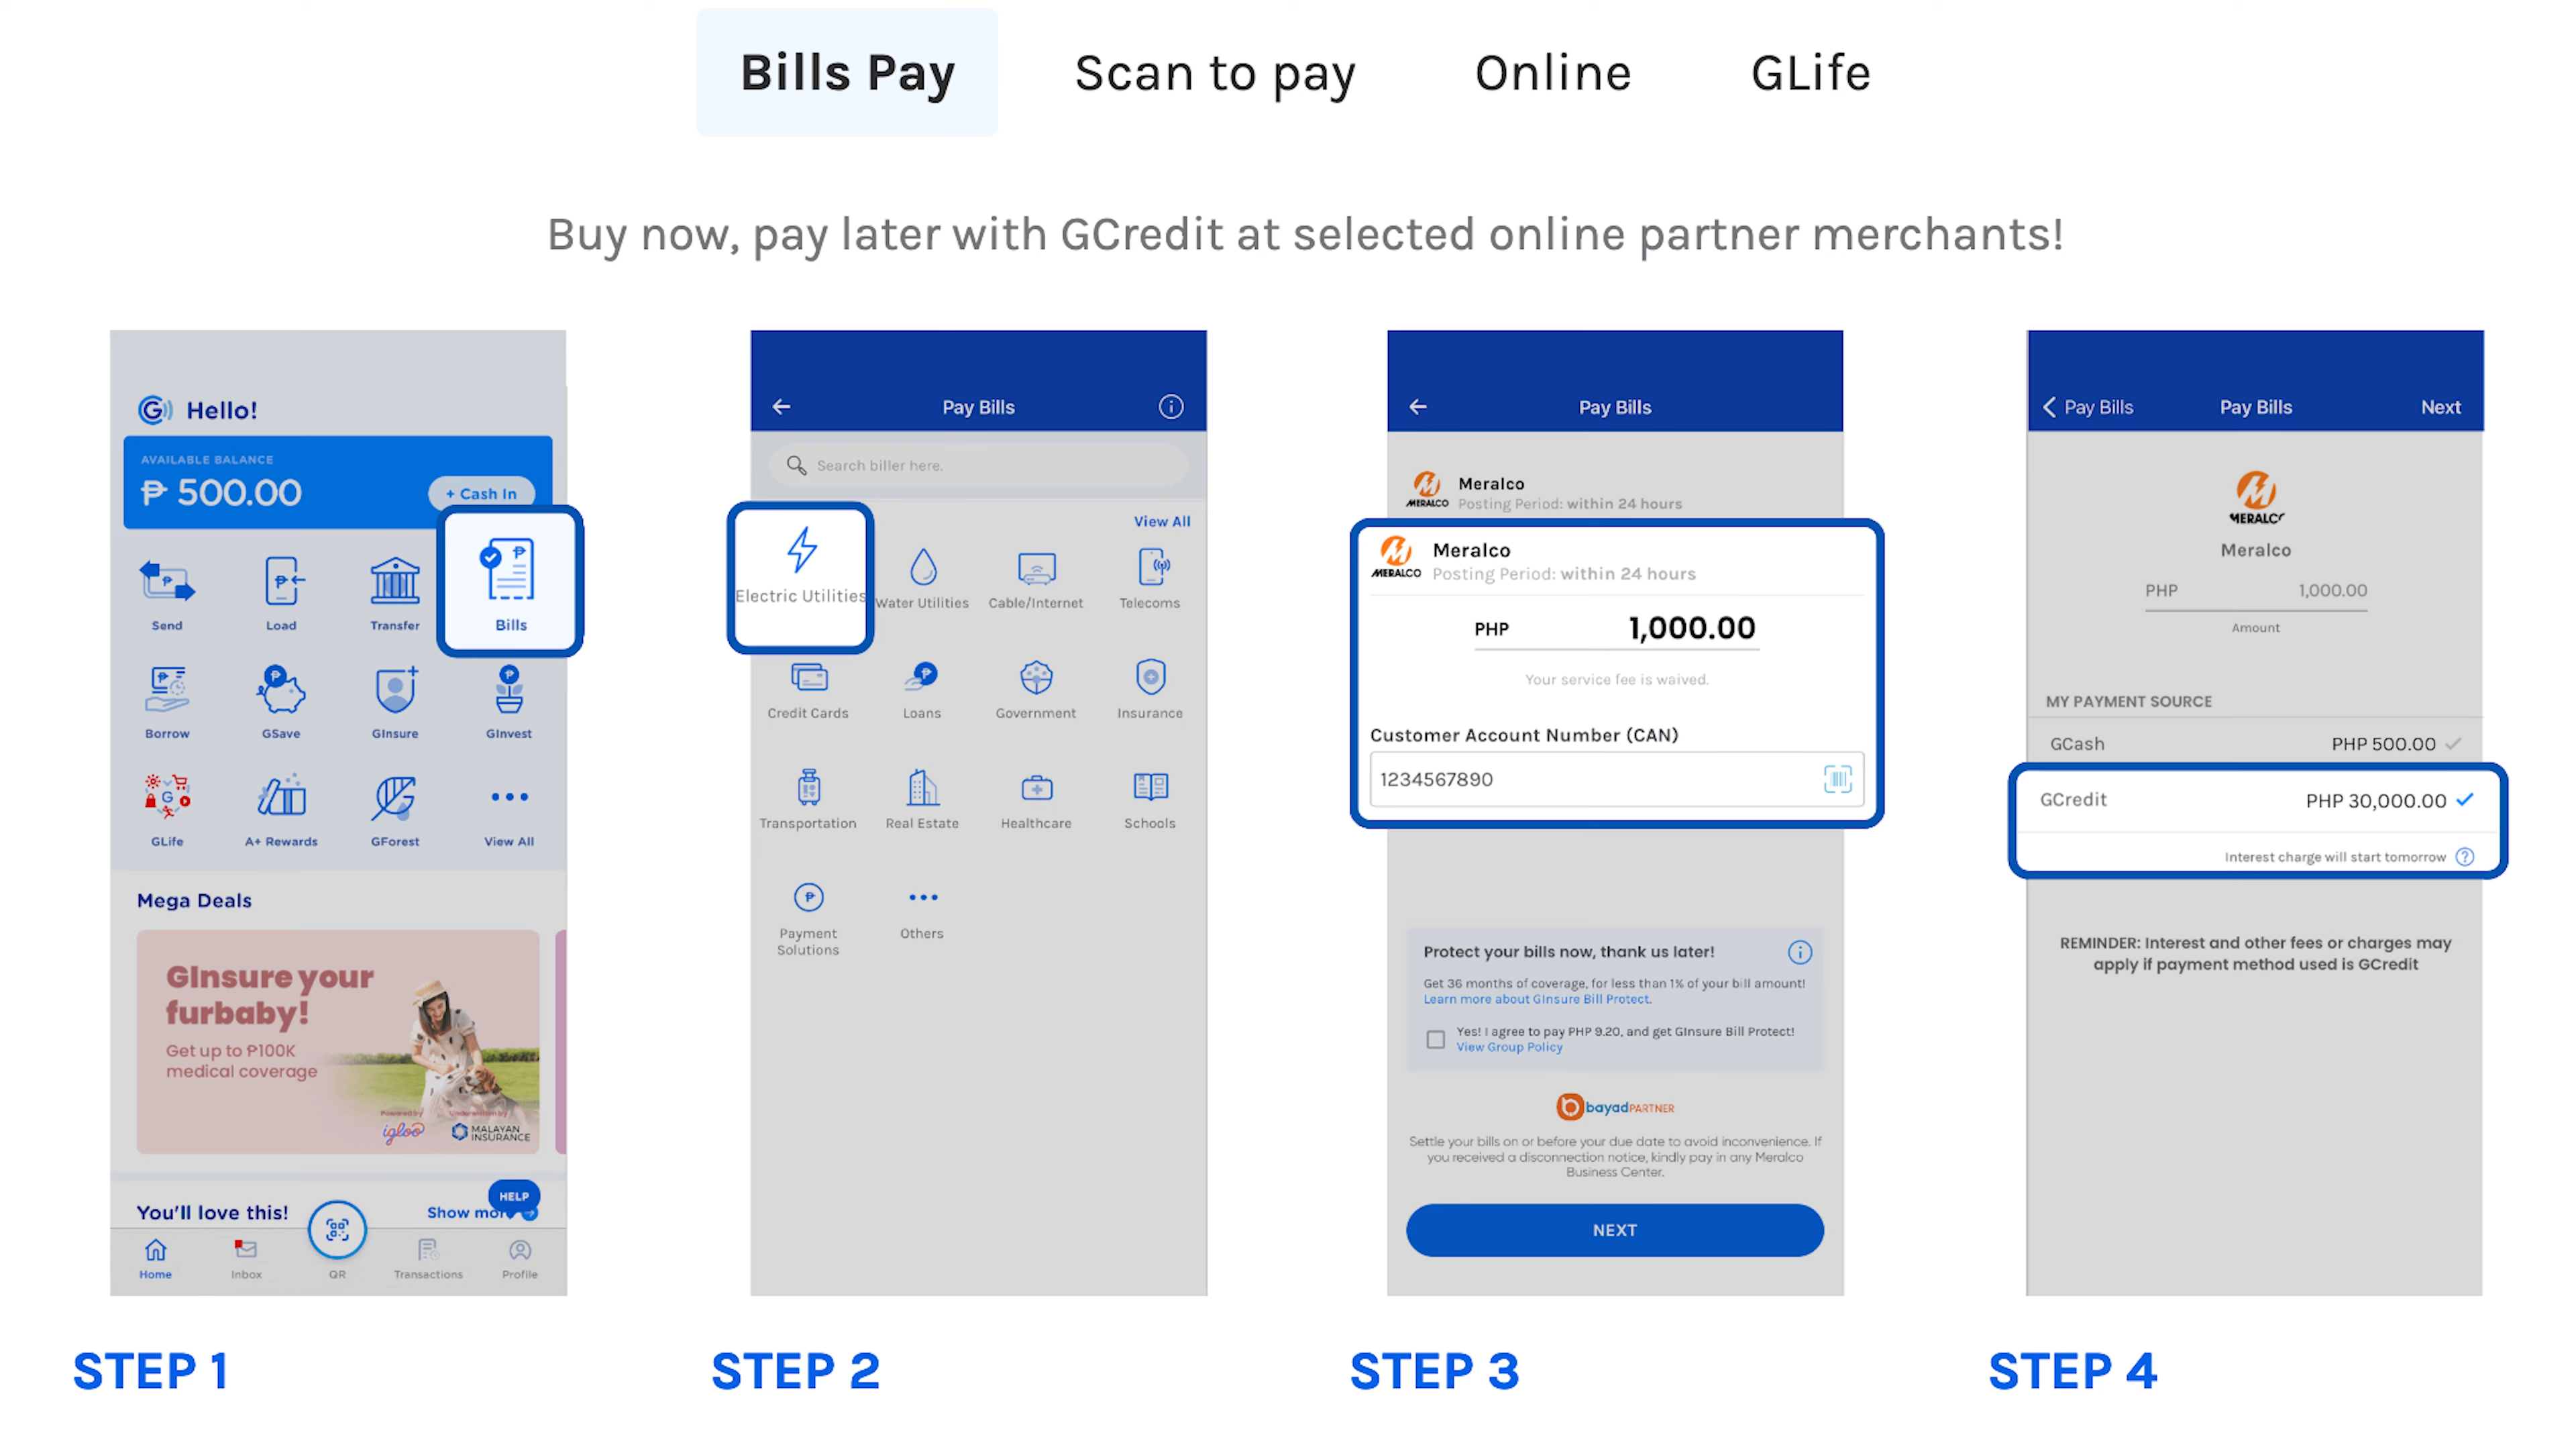 Bills Pay
Scan to pay
Online
GLife
Buy now, pay later with GCredit at selected online partner merchants!
Hello!
AVAILABLE BALANCE
₱ 500.00
+ Cash In
Send
Load
Transfer
Bills
Borrow
GSave
GInsure
GInvest
GLife
A+ Rewards
GForest
View All
Mega Deals
GInsure your
furbaby!
Get up to ₱100K
medical coverage
Powered by
Underwritten by
igloo
MALAYAN
INSURANCE
HELP
You'll love this!
Show mor
Home
Inbox
QR
Transactions
Profile
STEP 1
Pay Bills
Search biller here.
View All
Electric Utilities
Water Utilities
Cable/Internet
Telecoms
Credit Cards
Loans
Government
Insurance
Transportation
Real Estate
Healthcare
Schools
Payment
Solutions
Others
STEP 2
Pay Bills
MERALCO
Meralco
Posting Period: within 24 hours
MERALCO
Meralco
Posting Period: within 24 hours
PHP 1,000.00
Your service fee is waived.
Customer Account Number (CAN)
1234567890
Protect your bills now, thank us later!
Get 36 months of coverage, for less than 1% of your bill amount!
Learn more about GInsure Bill Protect.
Yes! I agree to pay PHP 9.20, and get GInsure Bill Protect!
View Group Policy
bayad PARTNER
Settle your bills on or before your due date to avoid inconvenience. If
you received a disconnection notice, kindly pay in any Meralco
Business Center.
NEXT
STEP 3
Pay Bills
Pay Bills
Next
MERALCO
Meralco
PHP 1,000.00
Amount
MY PAYMENT SOURCE
GCash PHP 500.00
GCredit PHP 30,000.00
Interest charge will start tomorrow
REMINDER: Interest and other fees or charges may
apply if payment method used is GCredit
STEP 4